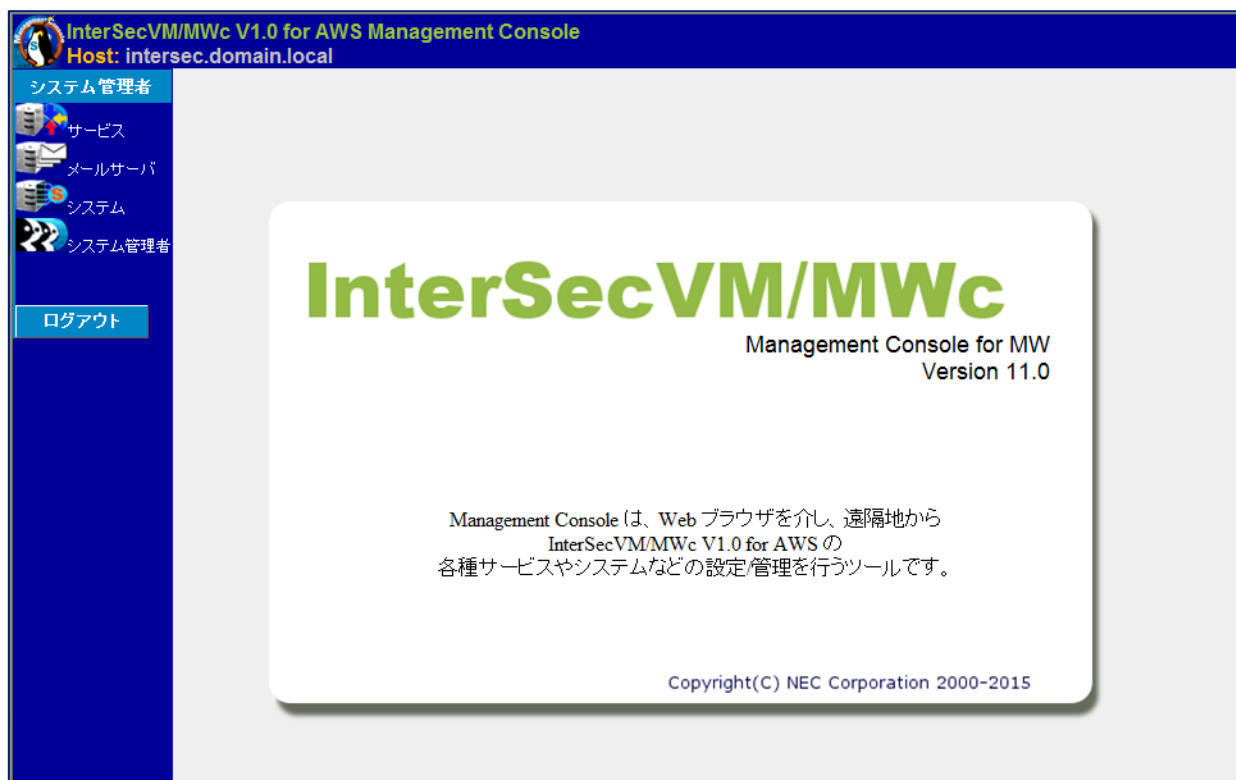 InterSecVM/MWc V1.0 for AWS Management Console
Host: intersec.domain.local
システム管理者
サービス
メールサーバ
システム
システム管理者
ログアウト
InterSecVM/MWc
Management Console for MW
Version 11.0
Management Console は、Web ブラウザを介し、遠隔地から
InterSecVM/MWc V1.0 for AWS の
各種サービスやシステムなどの設定/管理を行うツールです。
Copyright(C) NEC Corporation 2000-2015